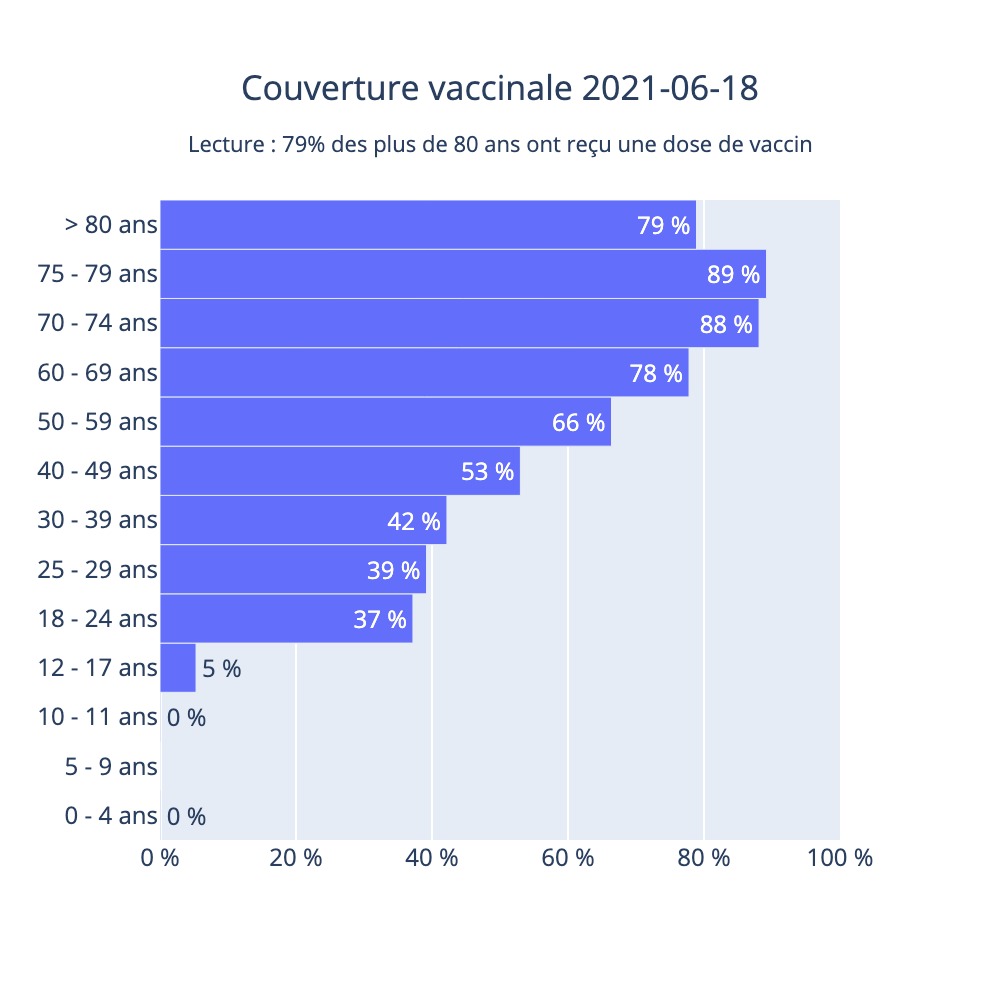 Couverture vaccinale 2021-06-18
Lecture : 79% des plus de 80 ans ont reçu une dose de vaccin
> 80 ans 79 %
75 - 79 ans 89 %
70 - 74 ans 88 %
60 - 69 ans 78 %
50 - 59 ans 66 %
40 - 49 ans 53 %
30 - 39 ans 42 %
25 - 29 ans 39 %
18 - 24 ans 37 %
12 - 17 ans 5 %
10 - 11 ans 0 %
5 - 9 ans
0 - 4 ans 0 %
0 % 20 % 40 % 60 % 80 % 100 %